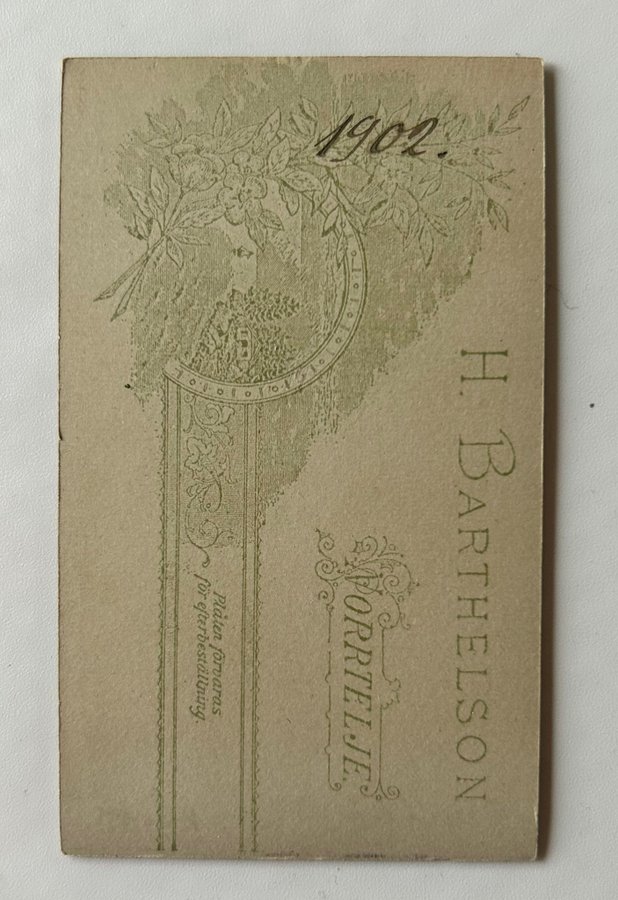 1902.
H. BARTHELSON
NORRTELJE.
Plåten förvaras
för efterbeställning.